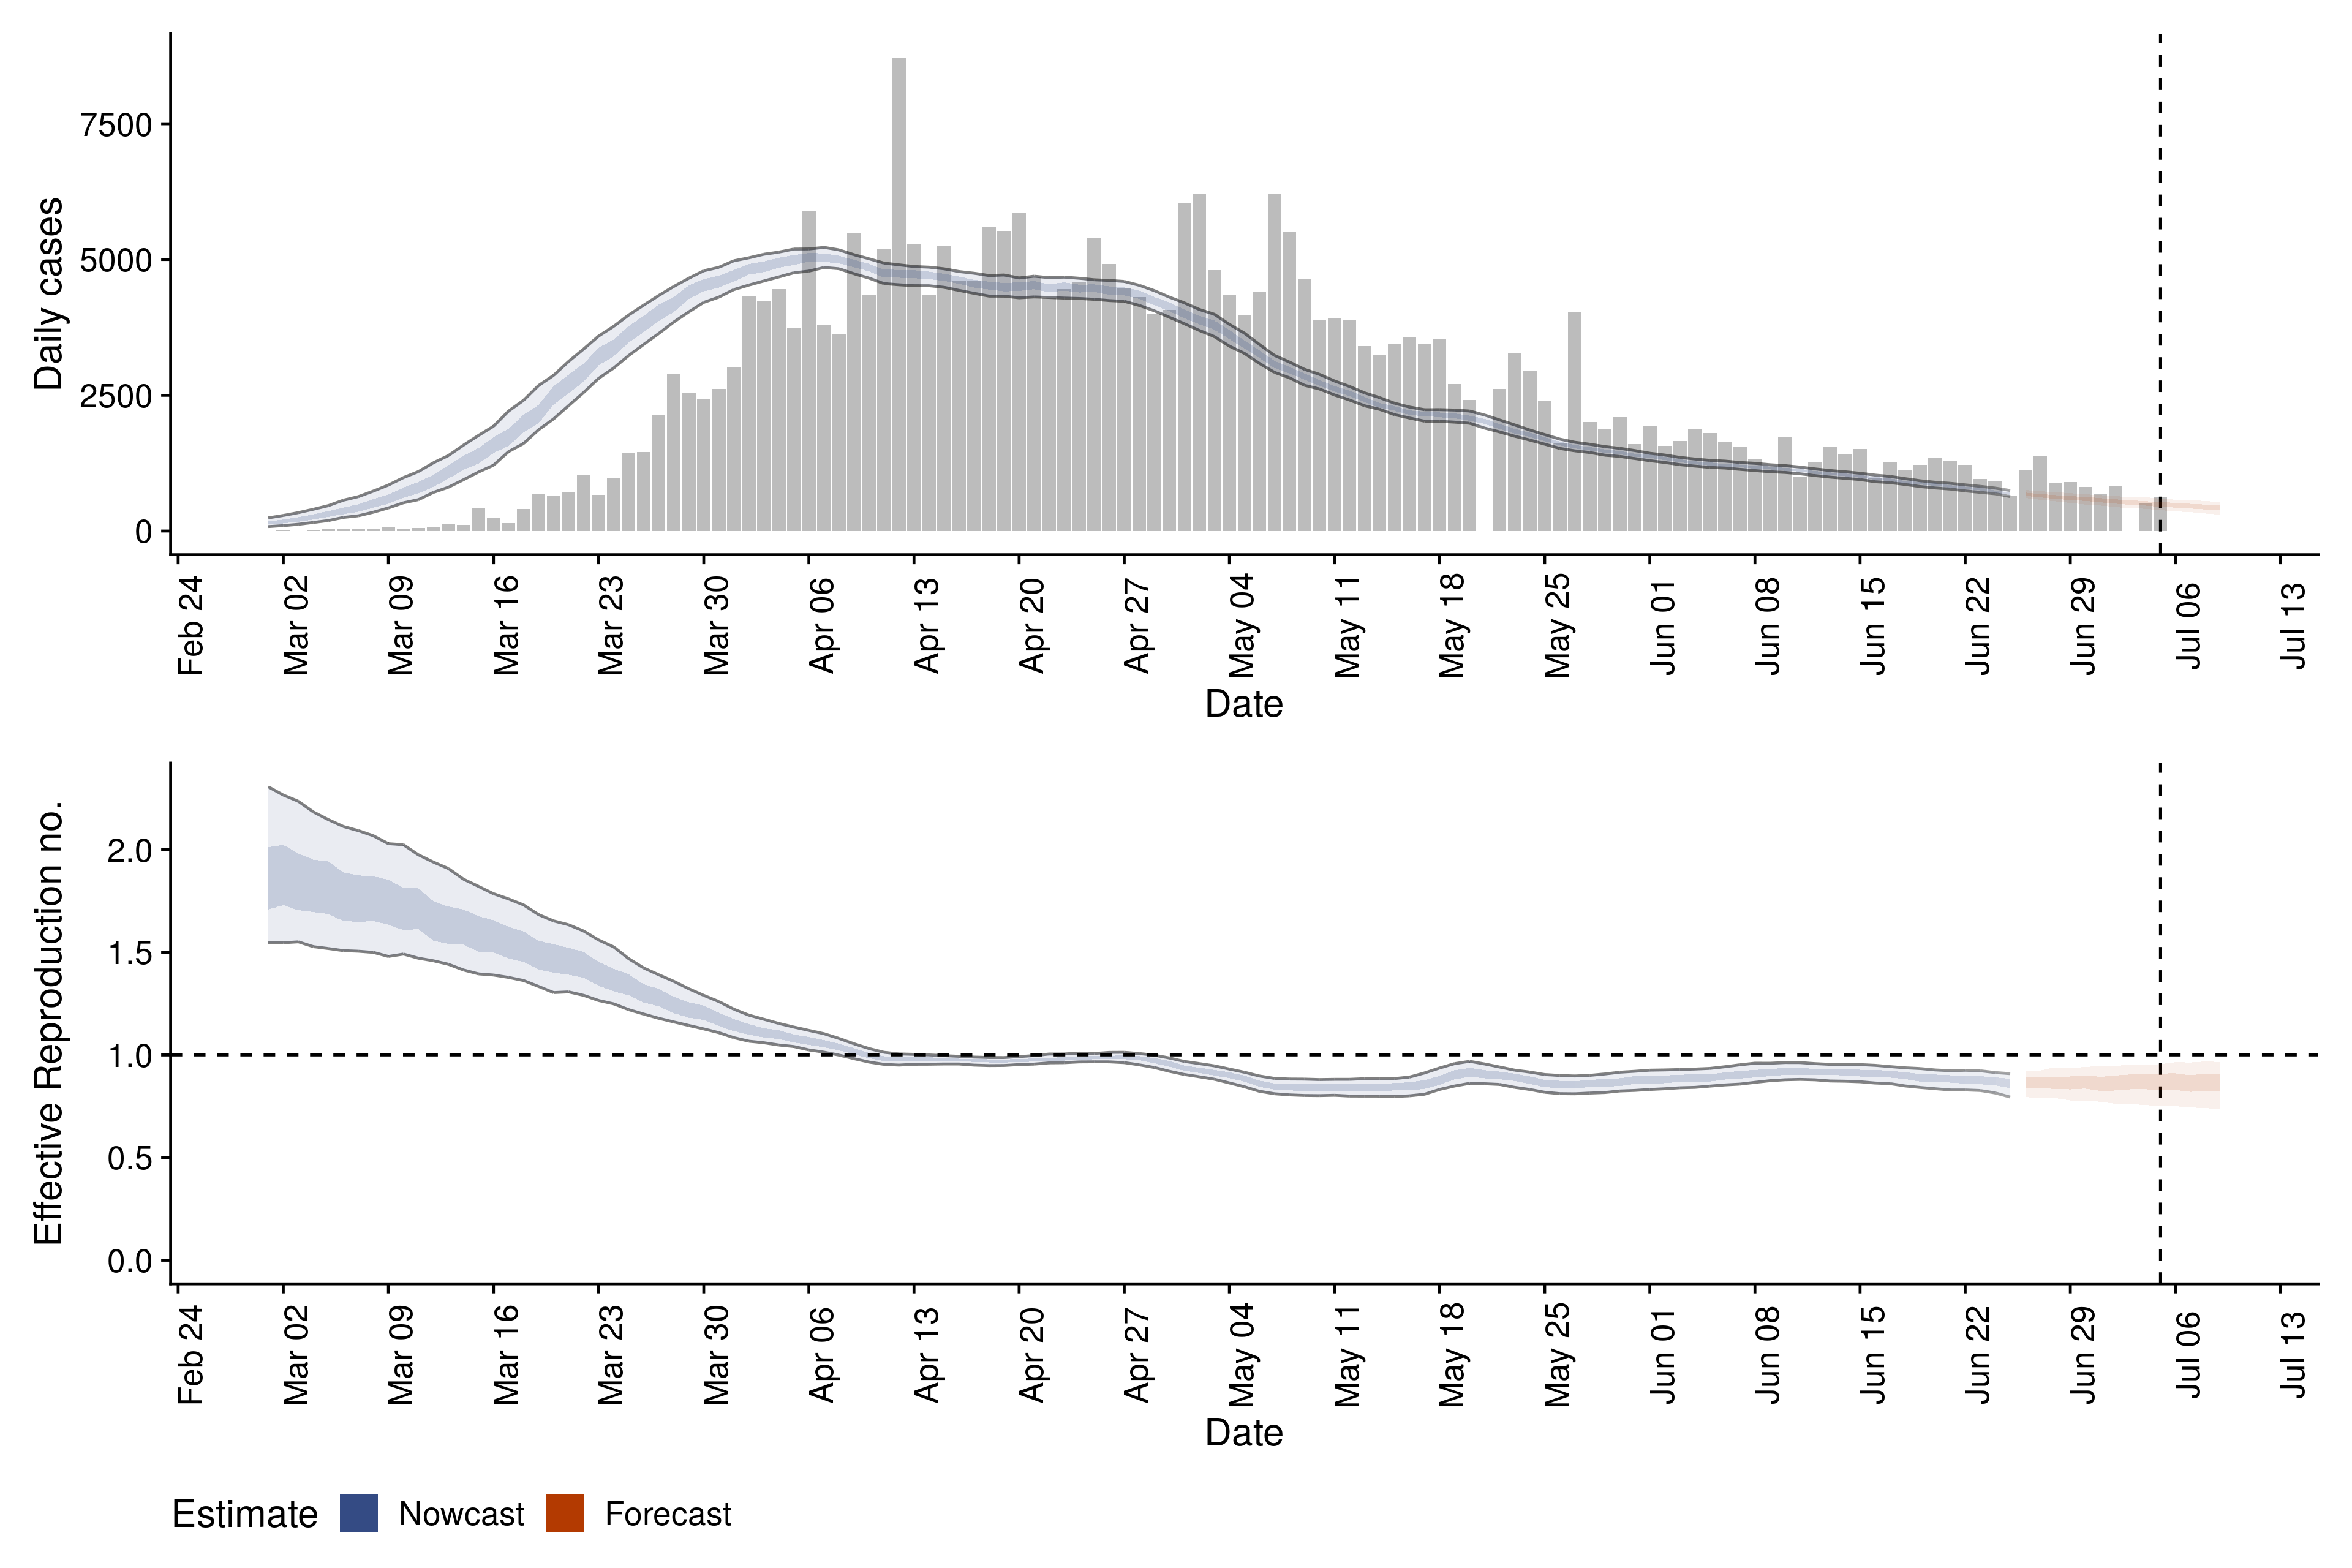 Daily cases
7500
5000
2500
0
Feb 24
Mar 02
Mar 09
Mar 16
Mar 23
Mar 30
Apr 06
Apr 13
Apr 20
Apr 27
May 04
May 11
May 18
May 25
Jun 01
Jun 08
Jun 15
Jun 22
Jun 29
Jul 06
Jul 13
Date
Effective Reproduction no.
2.0
1.5
1.0
0.5
0.0
Feb 24
Mar 02
Mar 09
Mar 16
Mar 23
Mar 30
Apr 06
Apr 13
Apr 20
Apr 27
May 04
May 11
May 18
May 25
Jun 01
Jun 08
Jun 15
Jun 22
Jun 29
Jul 06
Jul 13
Date
Estimate Nowcast Forecast